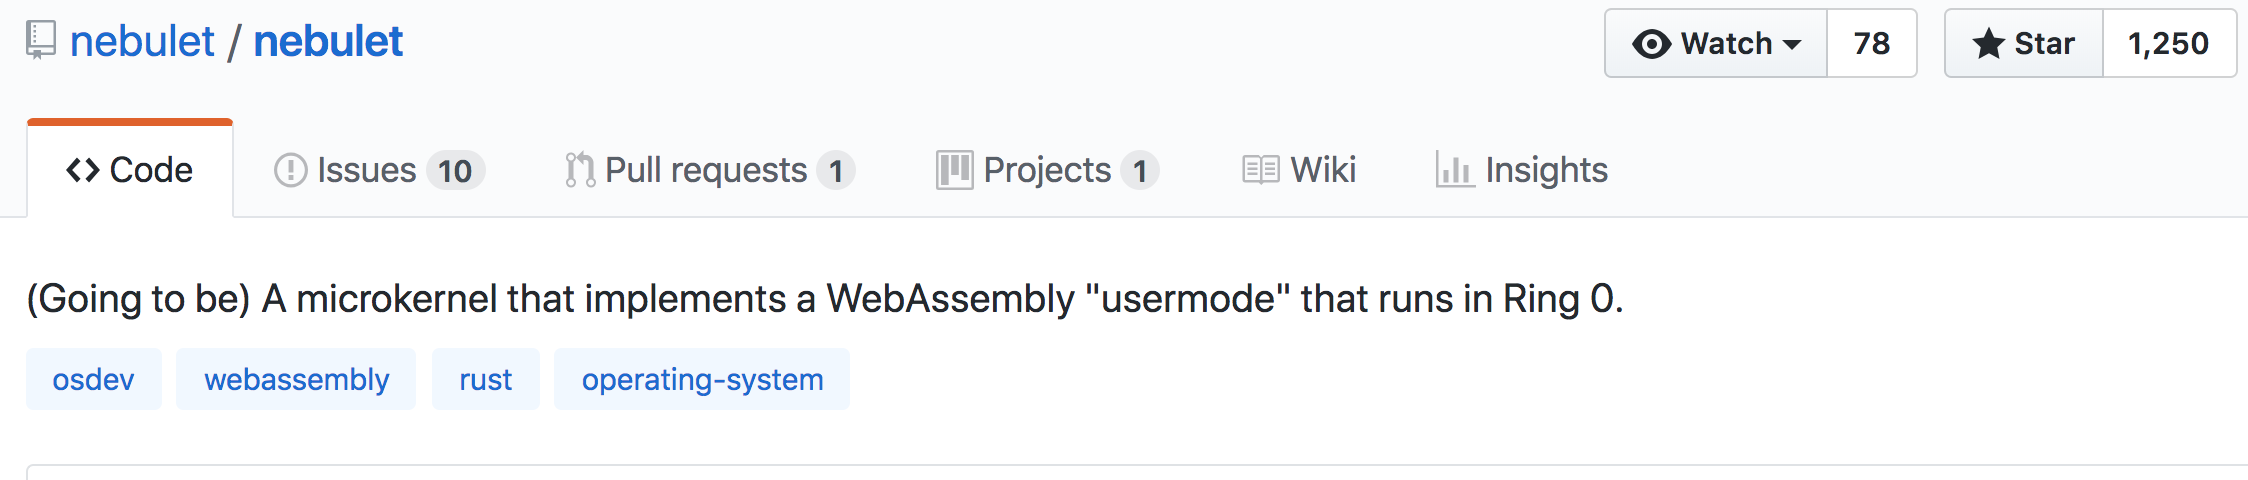 nebulet / nebulet Watch 78 Star 1,250
Code Issues 10 Pull requests 1 Projects 1 Wiki Insights
(Going to be) A microkernel that implements a WebAssembly "usermode" that runs in Ring 0.
osdev webassembly rust operating-system